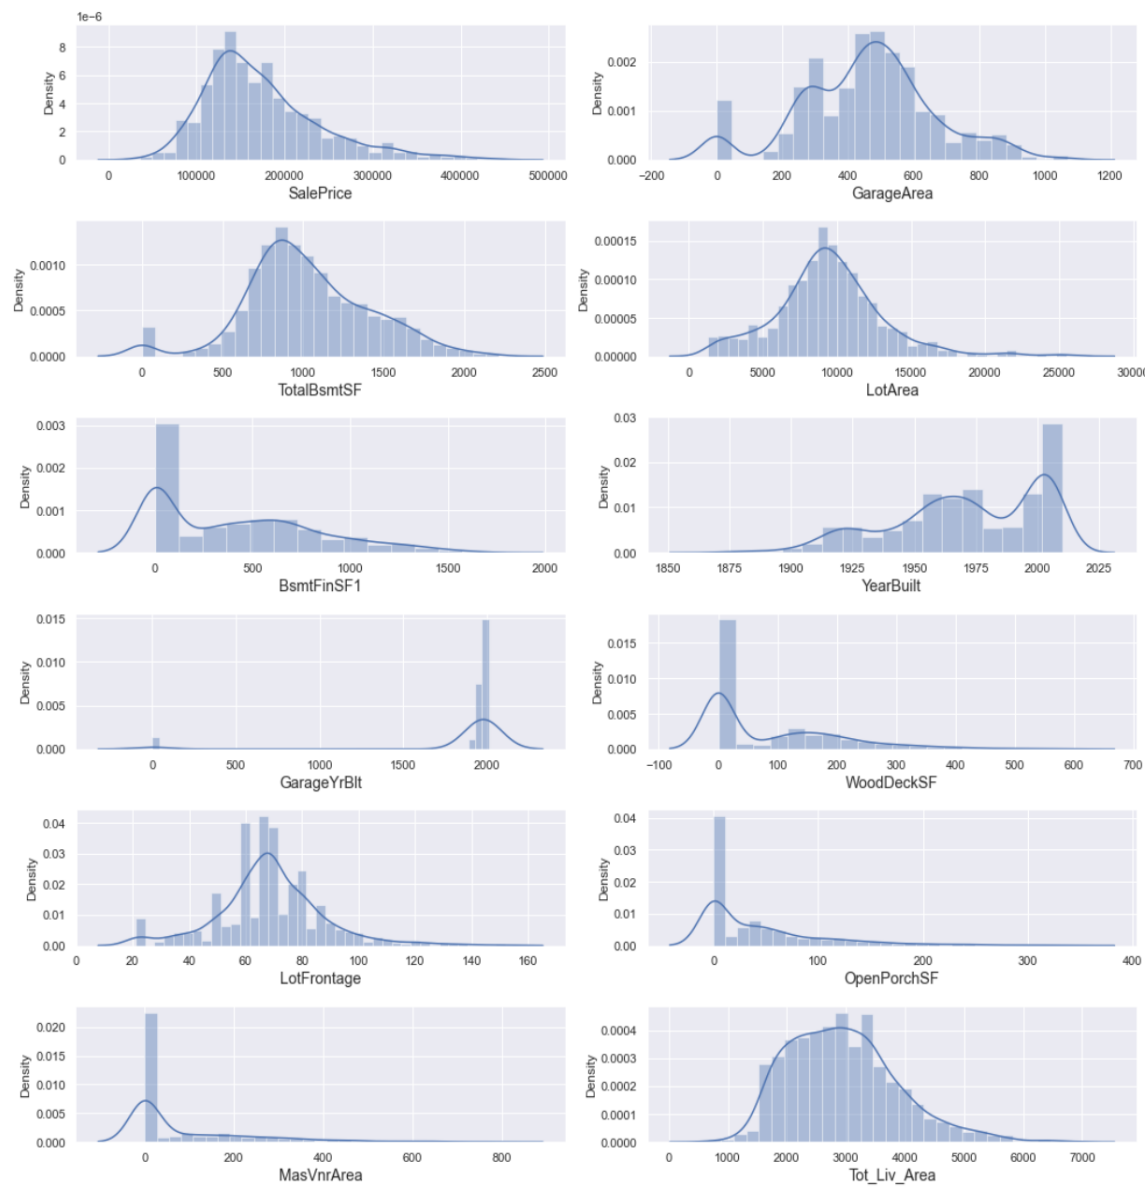 1e−6
Density
8
6
4
2
0
0 100000 200000 300000 400000 500000
SalePrice
Density
0.002
0.001
0.000
−200 0 200 400 600 800 1000 1200
GarageArea
Density
0.0010
0.0005
0.0000
0 500 1000 1500 2000 2500
TotalBsmtSF
Density
0.00015
0.00010
0.00005
0.00000
0 5000 10000 15000 20000 25000 3000
LotArea
Density
0.003
0.002
0.001
0.000
0 500 1000 1500 2000
BsmtFinSF1
Density
0.03
0.02
0.01
0.00
1850 1875 1900 1925 1950 1975 2000 2025
YearBuilt
Density
0.015
0.010
0.005
0.000
0 500 1000 1500 2000
GarageYrBlt
Density
0.015
0.010
0.005
0.000
−100 0 100 200 300 400 500 600 700
WoodDeckSF
Density
0.04
0.03
0.02
0.01
0.00
0 20 40 60 80 100 120 140 160
LotFrontage
Density
0.04
0.03
0.02
0.01
0.00
0 100 200 300 400
OpenPorchSF
Density
0.020
0.015
0.010
0.005
0.000
0 200 400 600 800
MasVnrArea
Density
0.0004
0.0003
0.0002
0.0001
0.0000
0 1000 2000 3000 4000 5000 6000 7000
Tot_Liv_Area